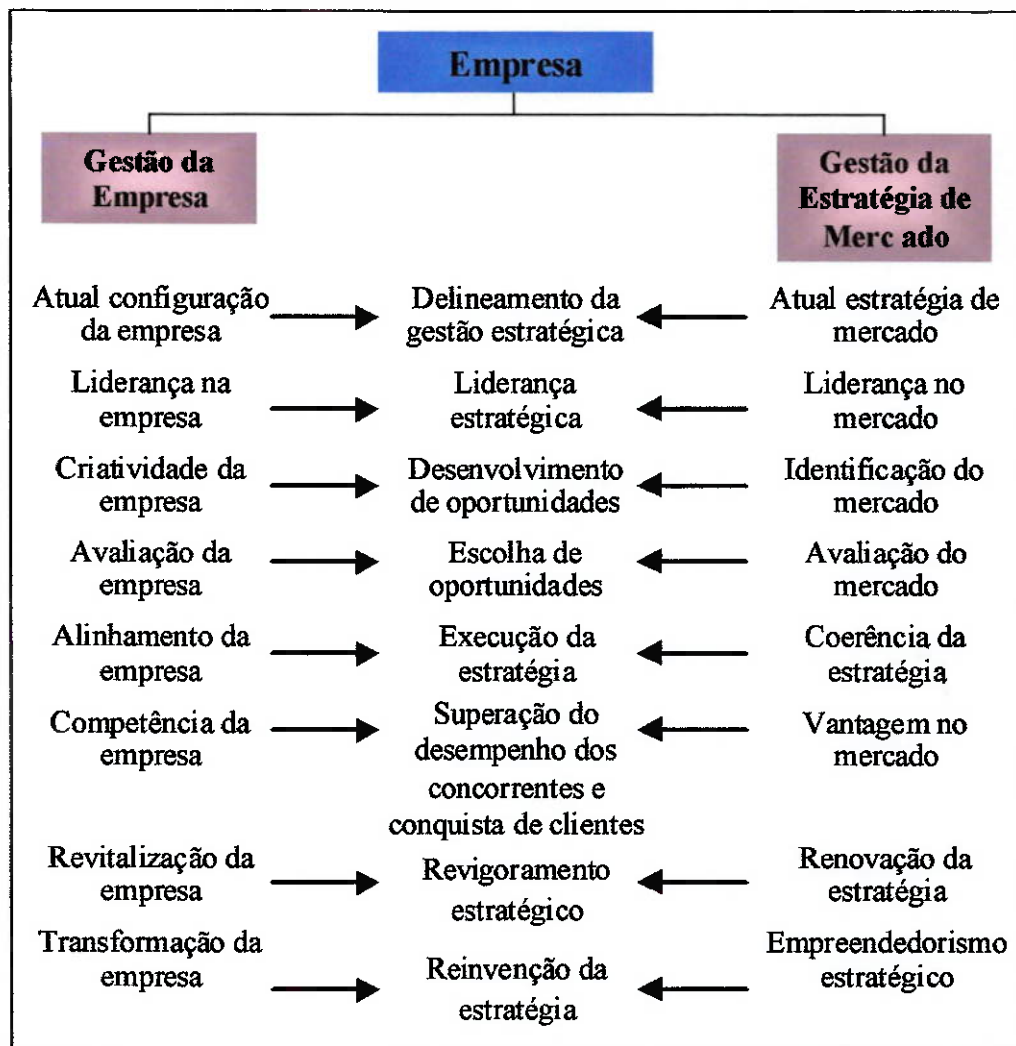 Empresa
Gestão da
Empresa
Gestão da
Estratégia de
Merc ado
Atual configuração
da empresa
Delineamento da
gestão estratégica
Atual estratégia de
mercado
Liderança na
empresa
Liderança
estratégica
Liderança no
mercado
Criatividade da
empresa
Desenvolvimento
de oportunidades
Identificação do
mercado
Avaliação da
empresa
Escolha de
oportunidades
Avaliação do
mercado
Alinhamento da
empresa
Execução da
estratégia
Coerência da
estratégia
Competência da
empresa
Superação do
desempenho dos
concorrentes e
conquista de clientes
Vantagem no
mercado
Revitalização da
empresa
Revigoramento
estratégico
Renovação da
estratégia
Transformação da
empresa
Reinvenção da
estratégia
Empreendedorismo
estratégico